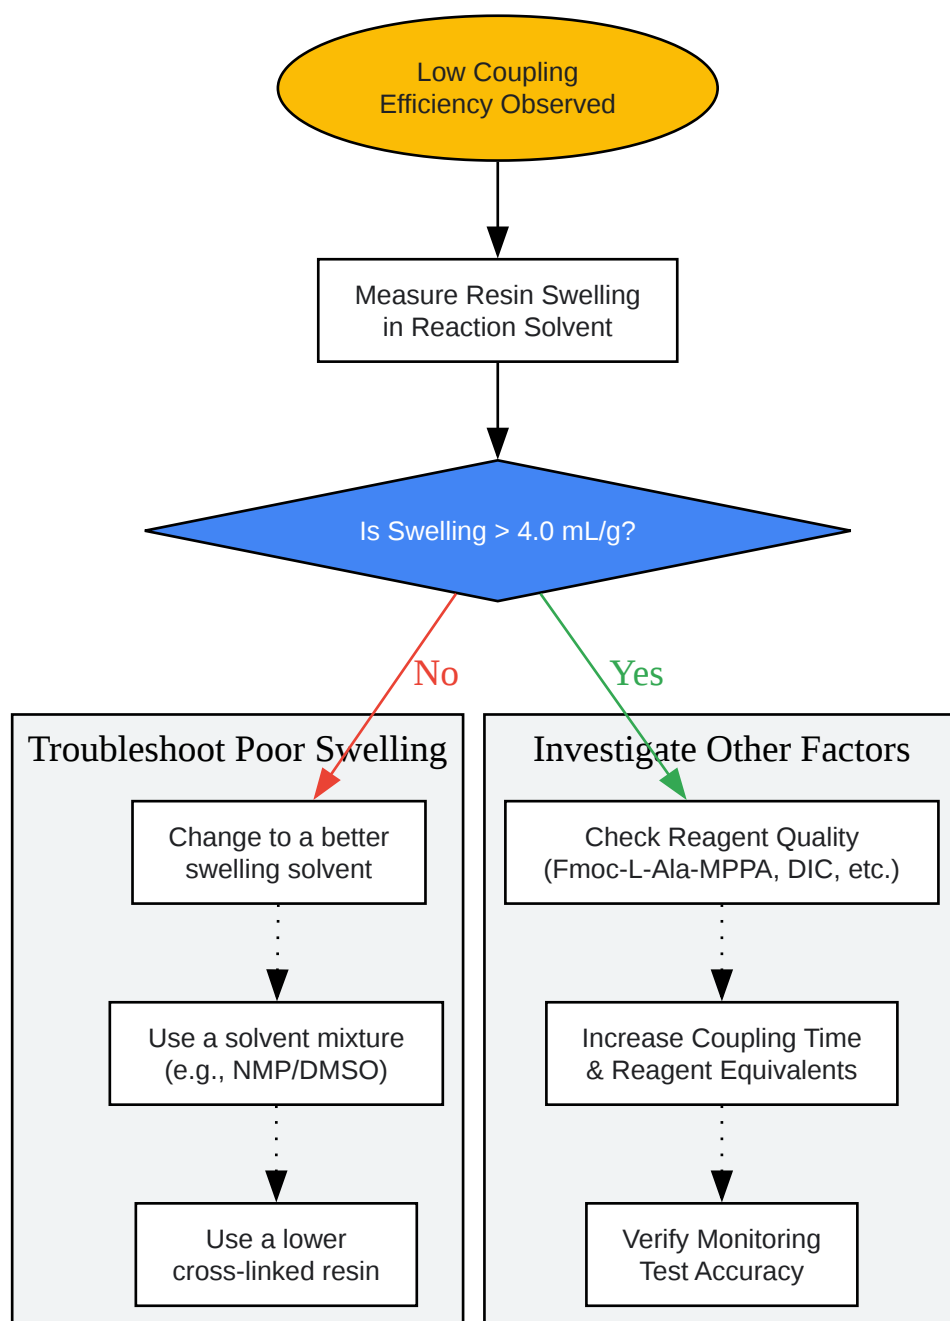 Low Coupling
Efficiency Observed
Measure Resin Swelling
in Reaction Solvent
Is Swelling > 4.0 mL/g?
No
Yes
Troubleshoot Poor Swelling
Change to a better
swelling solvent
Use a solvent mixture
(e.g., NMP/DMSO)
Use a lower
cross-linked resin
Investigate Other Factors
Check Reagent Quality
(Fmoc-L-Ala-MPPA, DIC, etc.)
Increase Coupling Time
& Reagent Equivalents
Verify Monitoring
Test Accuracy